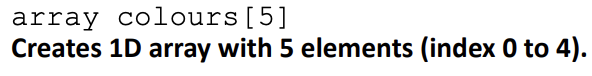 array colours[5]
Creates 1D array with 5 elements (index 0 to 4).